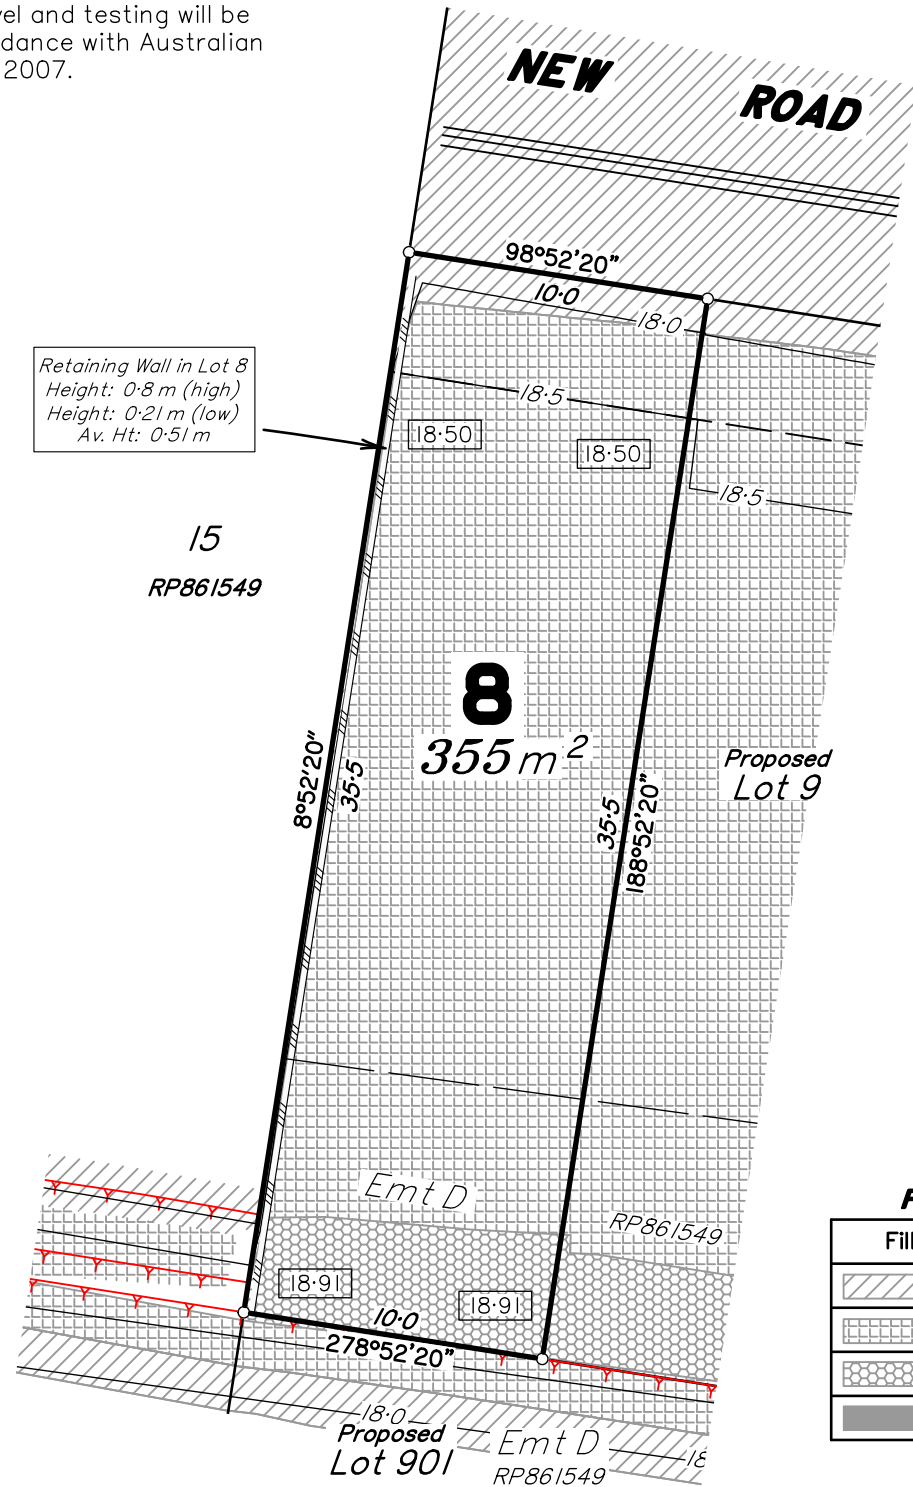 vel and testing will be
dance with Australian
2007.
NEW ROAD
98°52'20"
10·0
18·0
Retaining Wall in Lot 8
Height: 0·8 m (high)
Height: 0·21 m (low)
Av. Ht: 0·51 m
18·5
18·50
18·50
18·5
15
RP861549
8
355 m²
Proposed
Lot 9
8°52'20"
35·5
35·5
188°52'20"
Emt D
RP861549
18·91
18·91
10·0
278°52'20"
Fill
18·0
Proposed
Lot 901
Emt D
RP861549
18